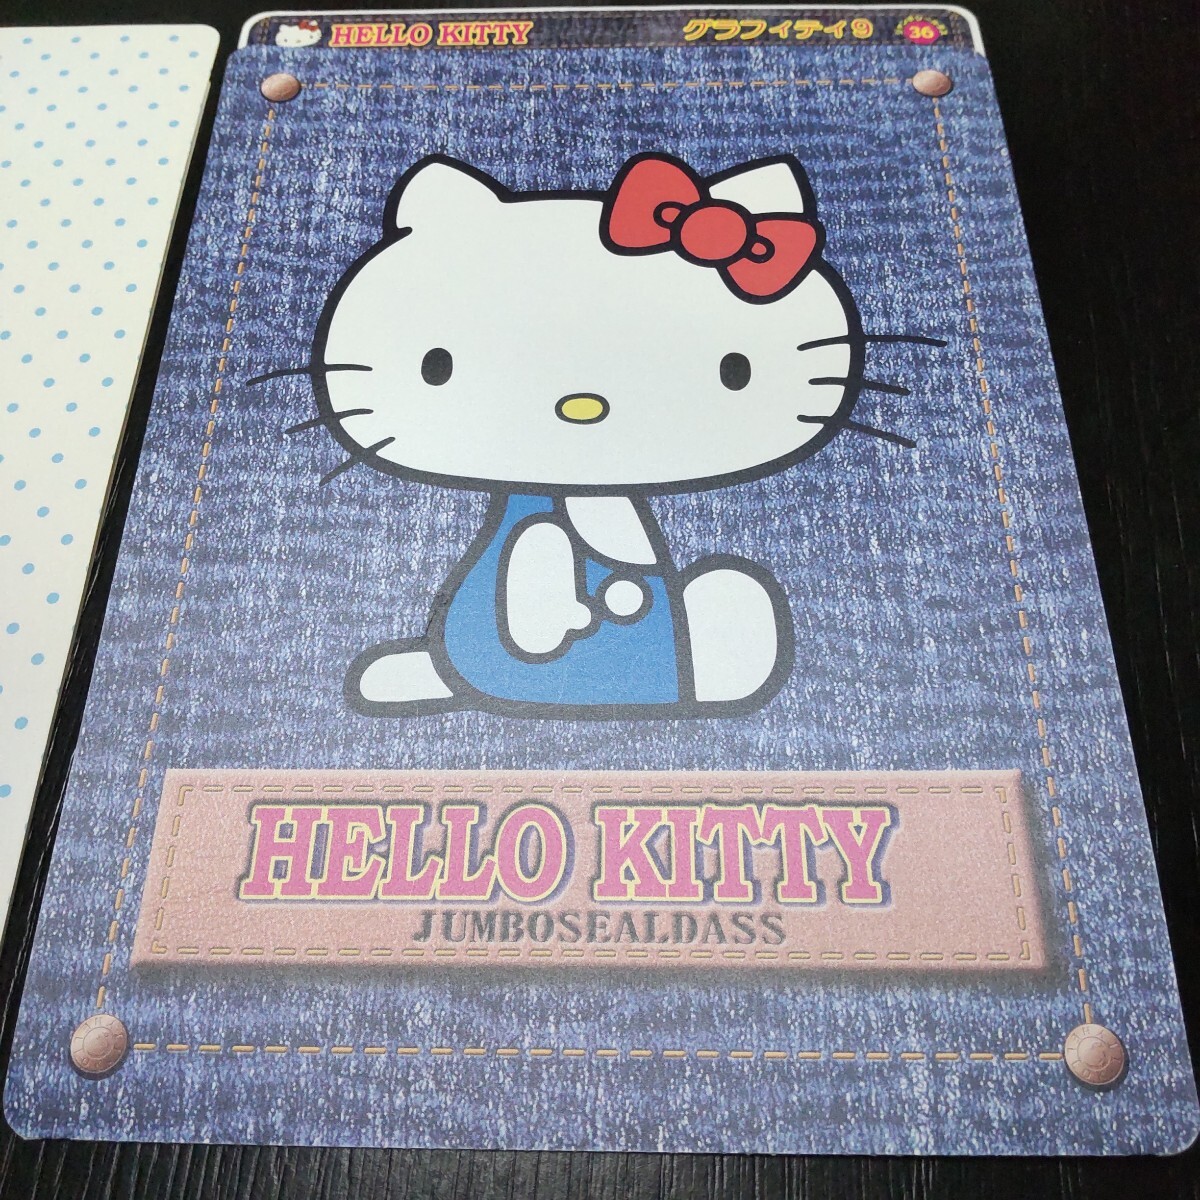 HELLO KITTY グラフィティ9 36
HELLO KITTY
JUMBOSEALDASS